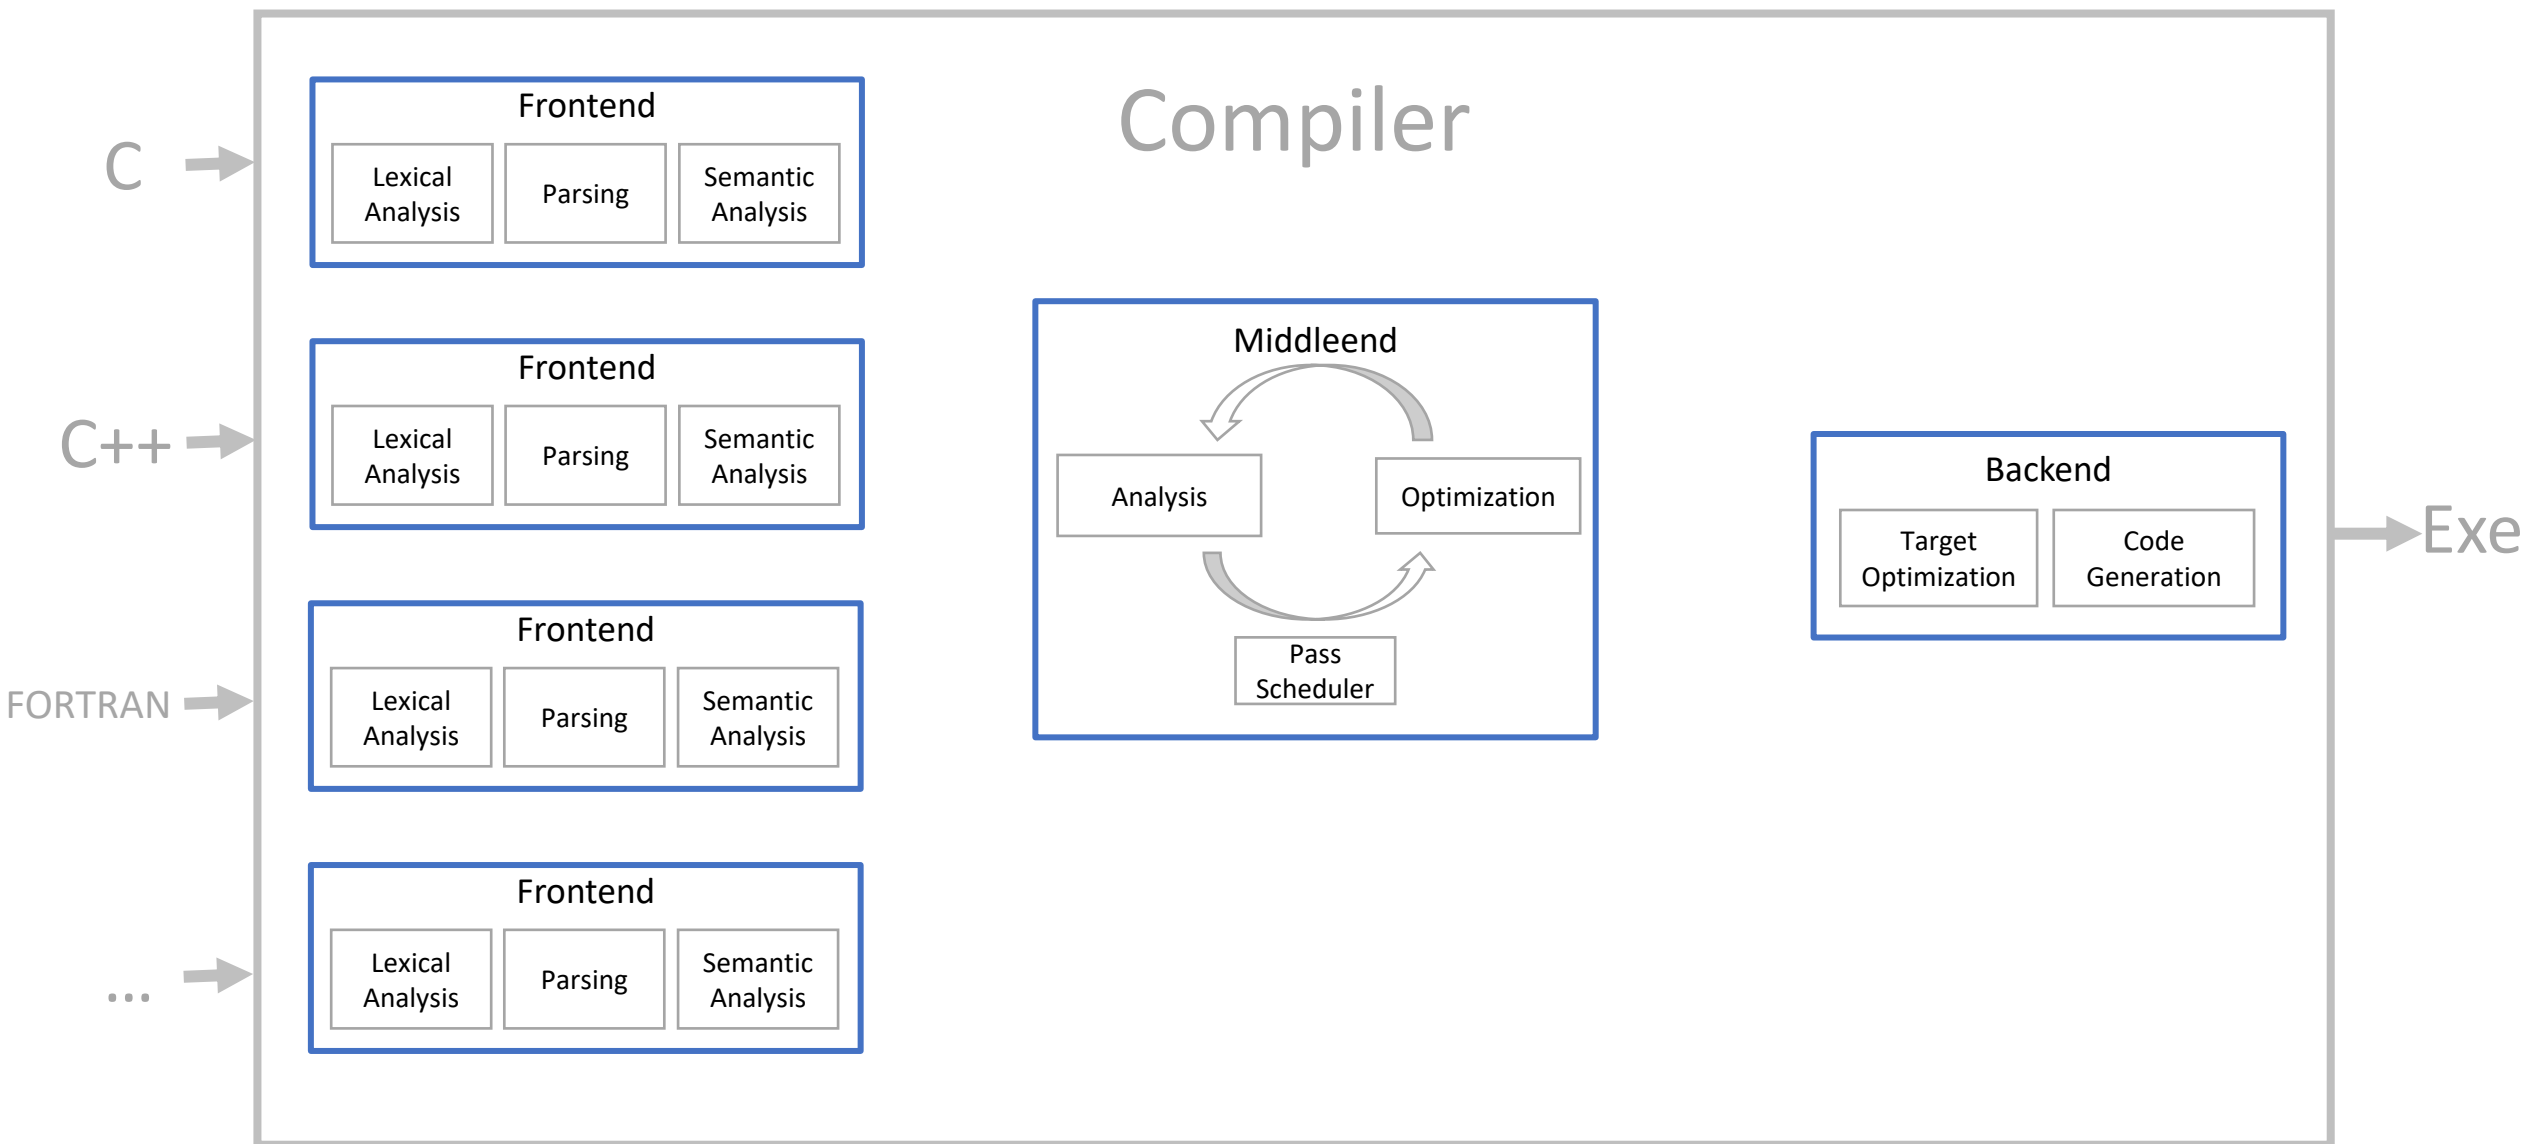 Compiler
C
Frontend
Lexical
Analysis
Parsing
Semantic
Analysis
C++
Frontend
Lexical
Analysis
Parsing
Semantic
Analysis
FORTRAN
Frontend
Lexical
Analysis
Parsing
Semantic
Analysis
...
Frontend
Lexical
Analysis
Parsing
Semantic
Analysis
Middleend
Analysis
Optimization
Pass
Scheduler
Backend
Target
Optimization
Code
Generation
Exe